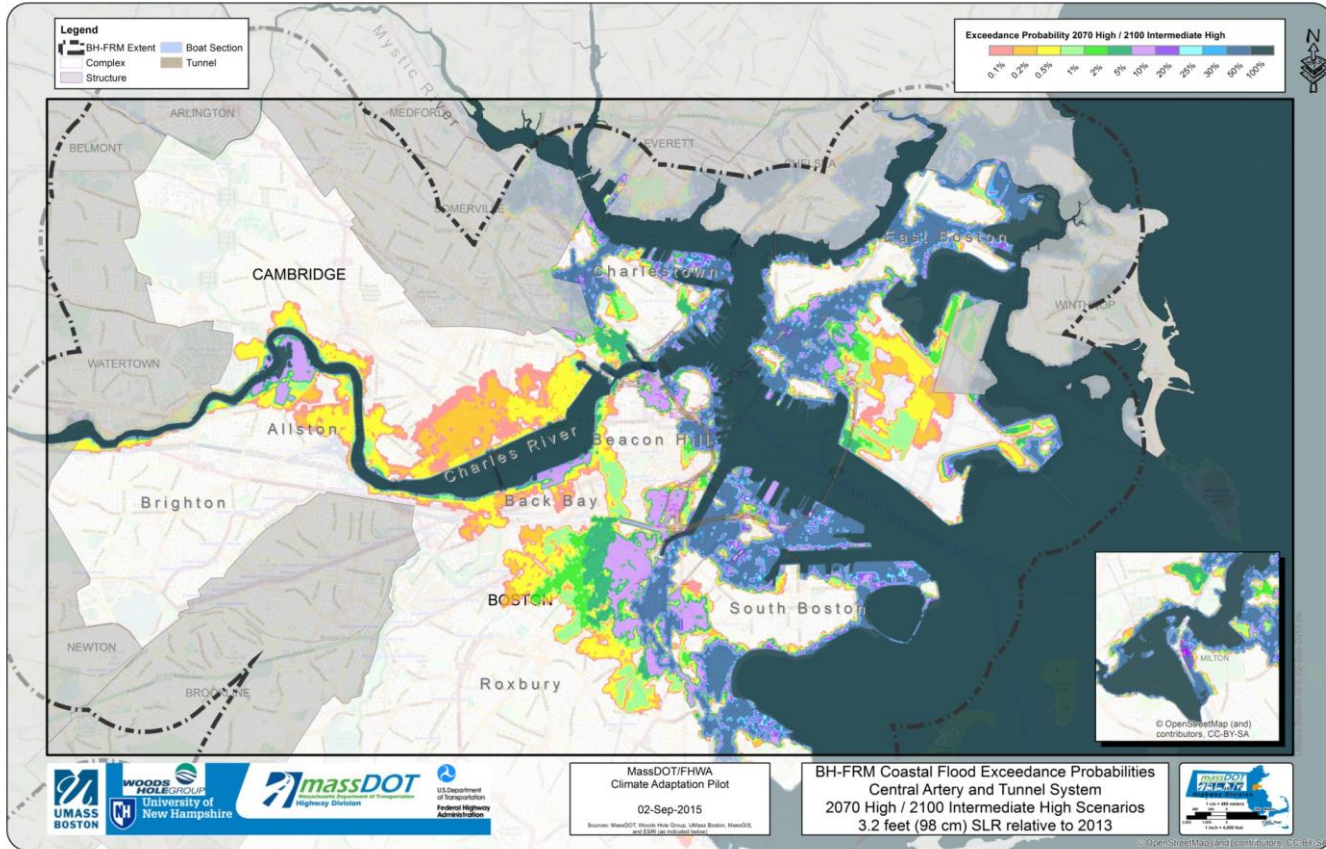 Legend
BH-FRM Extent
Boat Section
Complex
Tunnel
Structure
Exceedance Probability 2070 High / 2100 Intermediate High
0.1% 0.2% 0.5% 1% 2% 5% 10% 20% 25% 30% 50% 100%
N
Mystic River
ARLINGTON
MEDFORD
BELMONT
EVERETT
CHELSEA
SOMERVILLE
East Boston
CAMBRIDGE
Charlestown
WINTHROP
WATERTOWN
Allston
Charles River
Beacon Hill
Back Bay
Brighton
BOSTON
South Boston
NEWTON
Roxbury
BROOKLINE
MILTON
© OpenStreetMap (and)
contributors, CC-BY-SA
UMASS
BOSTON
WOODS
HOLE GROUP
NH
University of
New Hampshire
massDOT
Massachusetts Department of Transportation
Highway Division
U.S. Department
of Transportation
Federal Highway
Administration
MassDOT/FHWA
Climate Adaptation Pilot
02-Sep-2015
Sources: MassDOT, Woods Hole Group, UMass Boston, MassGIS,
and ESRI (as indicated below)
BH-FRM Coastal Flood Exceedance Probabilities
Central Artery and Tunnel System
2070 High / 2100 Intermediate High Scenarios
3.2 feet (98 cm) SLR relative to 2013
massDOT
Highway Division
© OpenStreetMap (and) contributors, CC-BY-SA